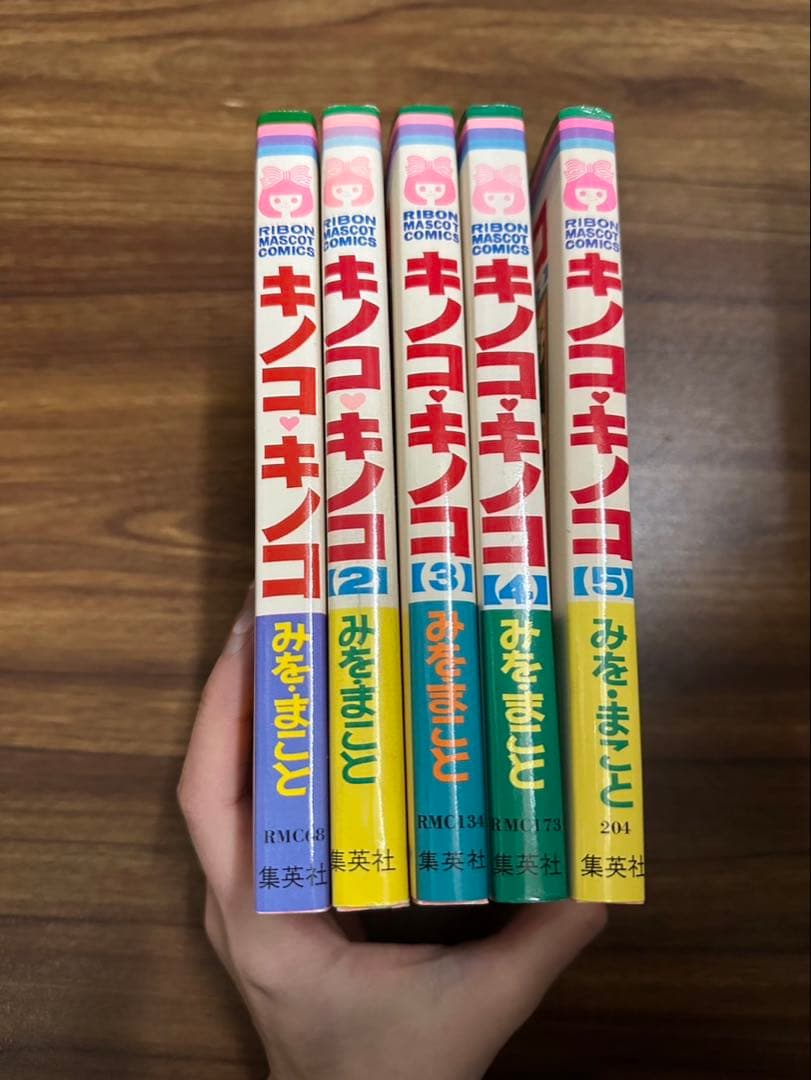 RIBON
MASCOT
COMICS
キノコ♥キノコ
みを・まこと
RMC68
集英社
RIBON
MASCOT
COMICS
キノコ♥キノコ
【2】
みを・まこと
集英社
RIBON
MASCOT
COMICS
キノコ♥キノコ
【3】
みを・まこと
RMC134
集英社
RIBON
MASCOT
COMICS
キノコ♥キノコ
【4】
みを・まこと
RMC173
集英社
RIBON
MASCOT
COMICS
キノコ♥キノコ
【5】
みを・まこと
204
集英社